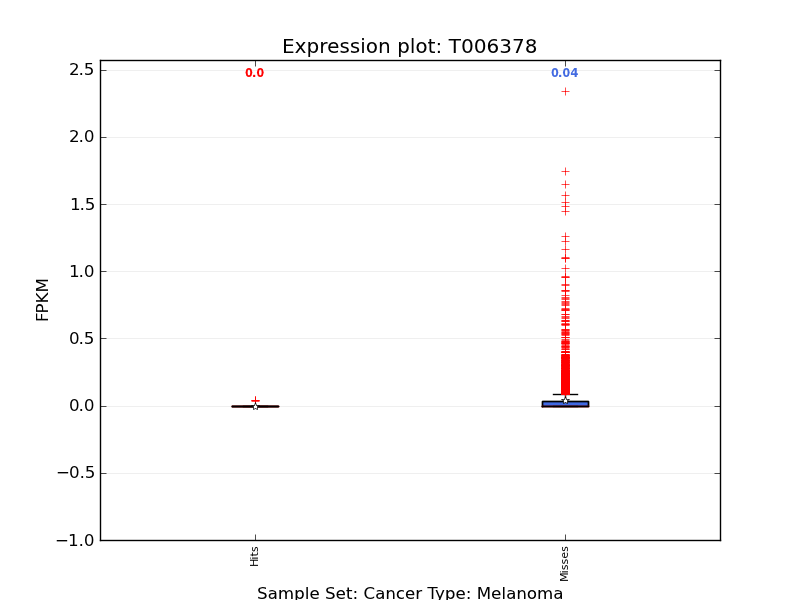 Expression plot: T006378
0.0
0.04
2.5
2.0
1.5
1.0
0.5
0.0
−0.5
−1.0
FPKM
Hits
Misses
Sample Set: Cancer Type: Melanoma